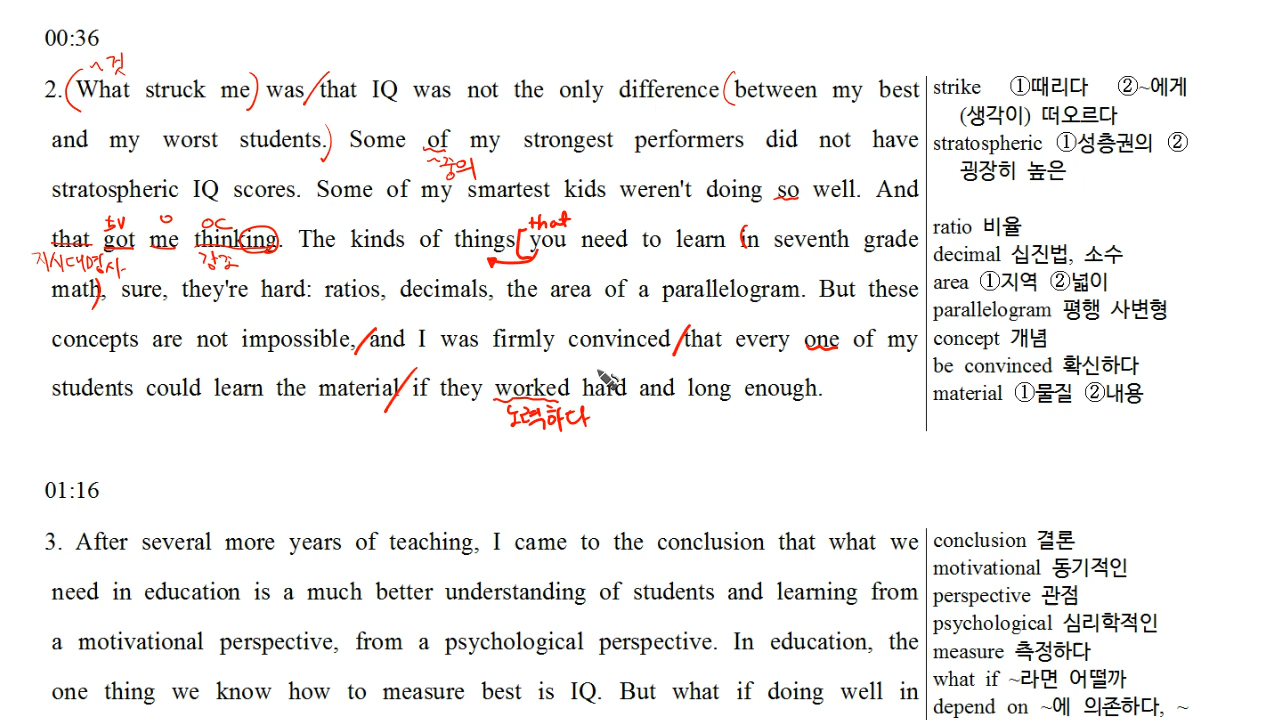 00:36
~것
2. What struck me was that IQ was not the only difference between my best
and my worst students. Some of my strongest performers did not have
~중의
stratospheric IQ scores. Some of my smartest kids weren't doing so well. And
5V O OC that
that got me thinking. The kinds of things you need to learn in seventh grade
지시대명사 강조
math, sure, they're hard: ratios, decimals, the area of a parallelogram. But these
concepts are not impossible, and I was firmly convinced that every one of my
students could learn the material if they worked hard and long enough.
노력하다
strike ①때리다 ②~에게
(생각이) 떠오르다
stratospheric ①성층권의 ②
굉장히 높은
ratio 비율
decimal 십진법, 소수
area ①지역 ②넓이
parallelogram 평행 사변형
concept 개념
be convinced 확신하다
material ①물질 ②내용
01:16
3. After several more years of teaching, I came to the conclusion that what we
need in education is a much better understanding of students and learning from
a motivational perspective, from a psychological perspective. In education, the
one thing we know how to measure best is IQ. But what if doing well in
conclusion 결론
motivational 동기적인
perspective 관점
psychological 심리학적인
measure 측정하다
what if ~라면 어떨까
depend on ~에 의존하다, ~